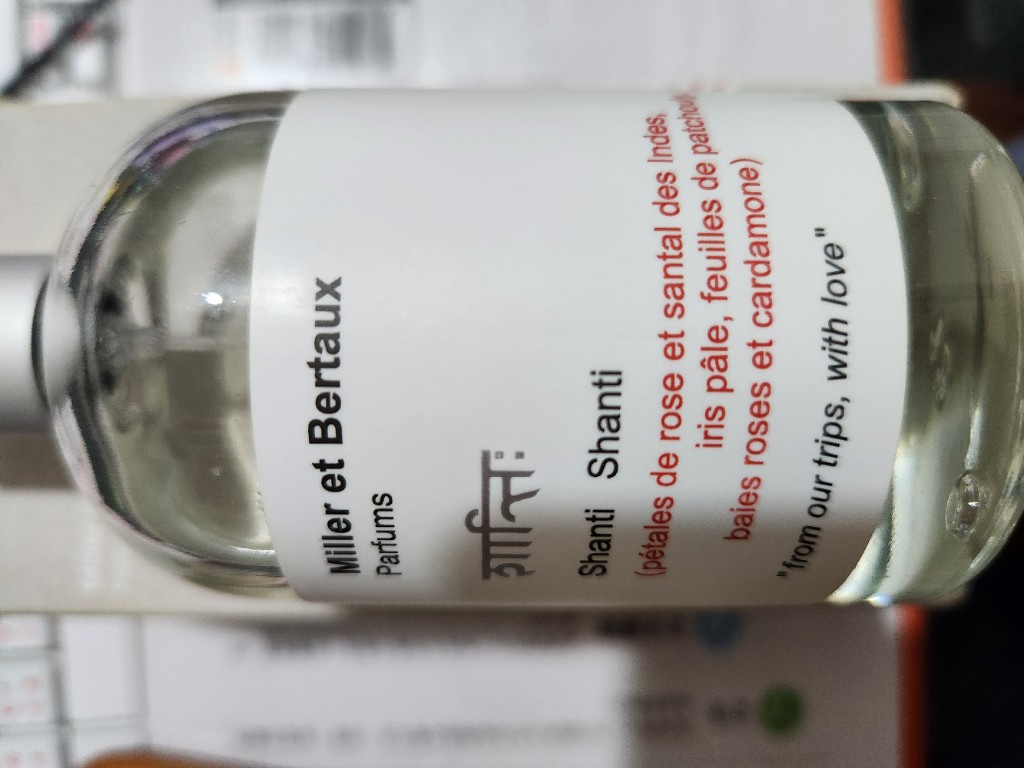 Miller et Bertaux
Parfums
शान्तिः
Shanti Shanti
(pétales de rose et santal des Indes,
iris pâle, feuilles de patchouli,
baies roses et cardamone)
"from our trips, with love"